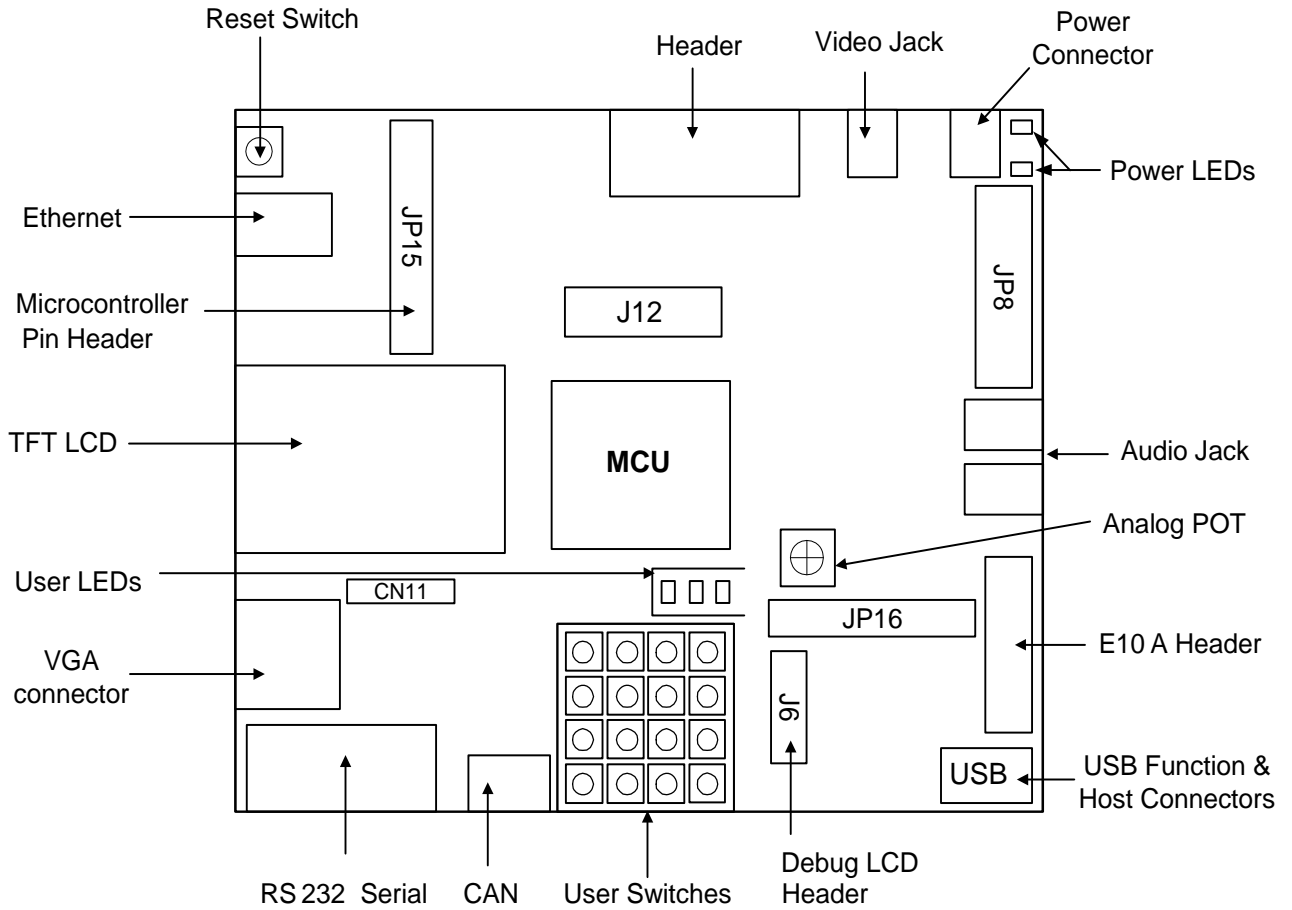 Reset Switch
Header
Video Jack
Power
Connector
Power LEDs
Ethernet
JP15
JP8
Microcontroller
Pin Header
J12
TFT LCD
MCU
Audio Jack
Analog POT
User LEDs
CN11
JP16
VGA
connector
E10 A Header
J6
USB
USB Function &
Host Connectors
RS 232 Serial
CAN
User Switches
Debug LCD
Header